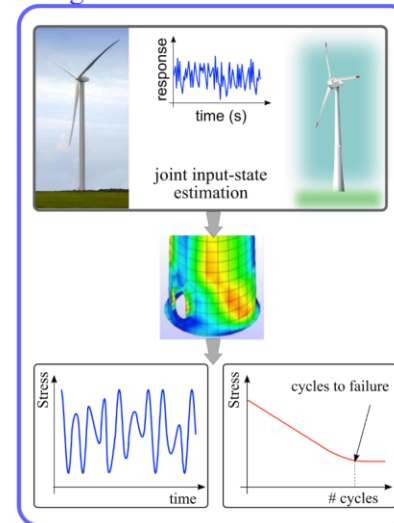 response
time (s)
joint input-state
estimation
Stress
time
Stress
cycles to failure
# cycles